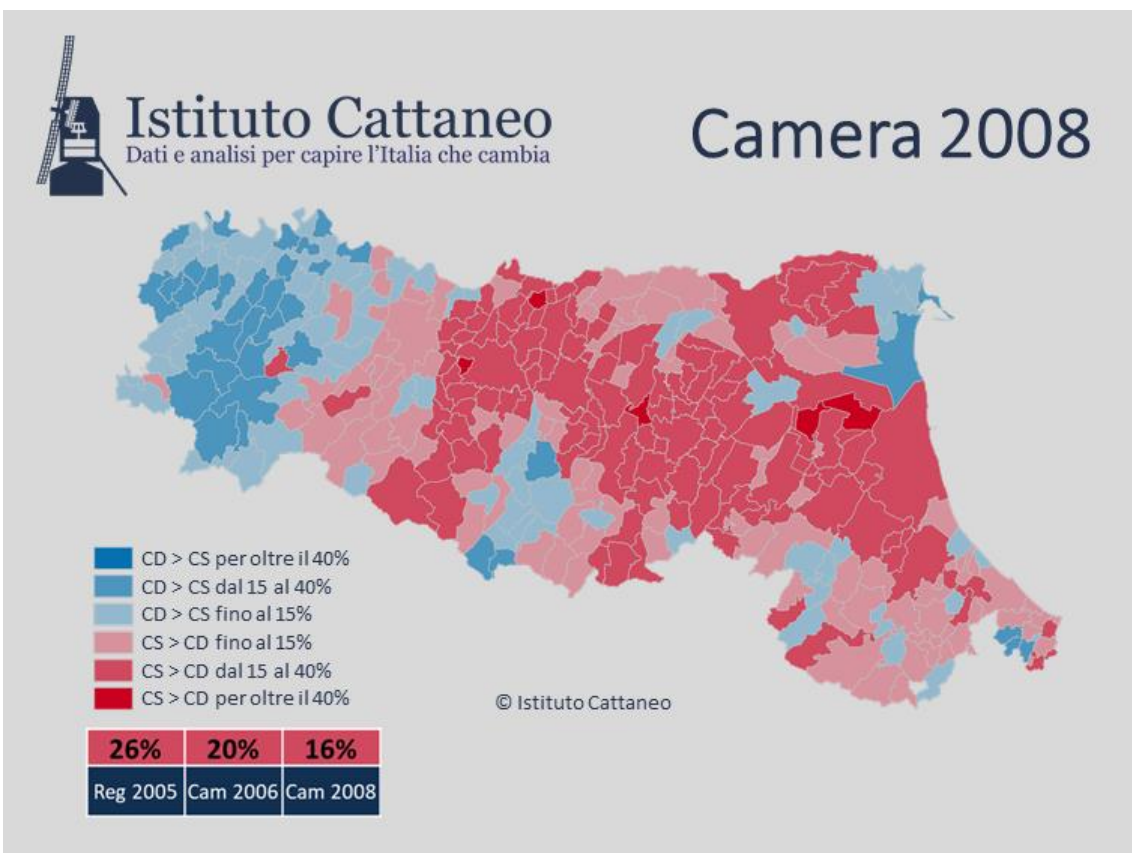 Istituto Cattaneo
Dati e analisi per capire l'Italia che cambia
Camera 2008
CD > CS per oltre il 40%
CD > CS dal 15 al 40%
CD > CS fino al 15%
CS > CD fino al 15%
CS > CD dal 15 al 40%
CS > CD per oltre il 40%
© Istituto Cattaneo
26% 20% 16%
Reg 2005 Cam 2006 Cam 2008